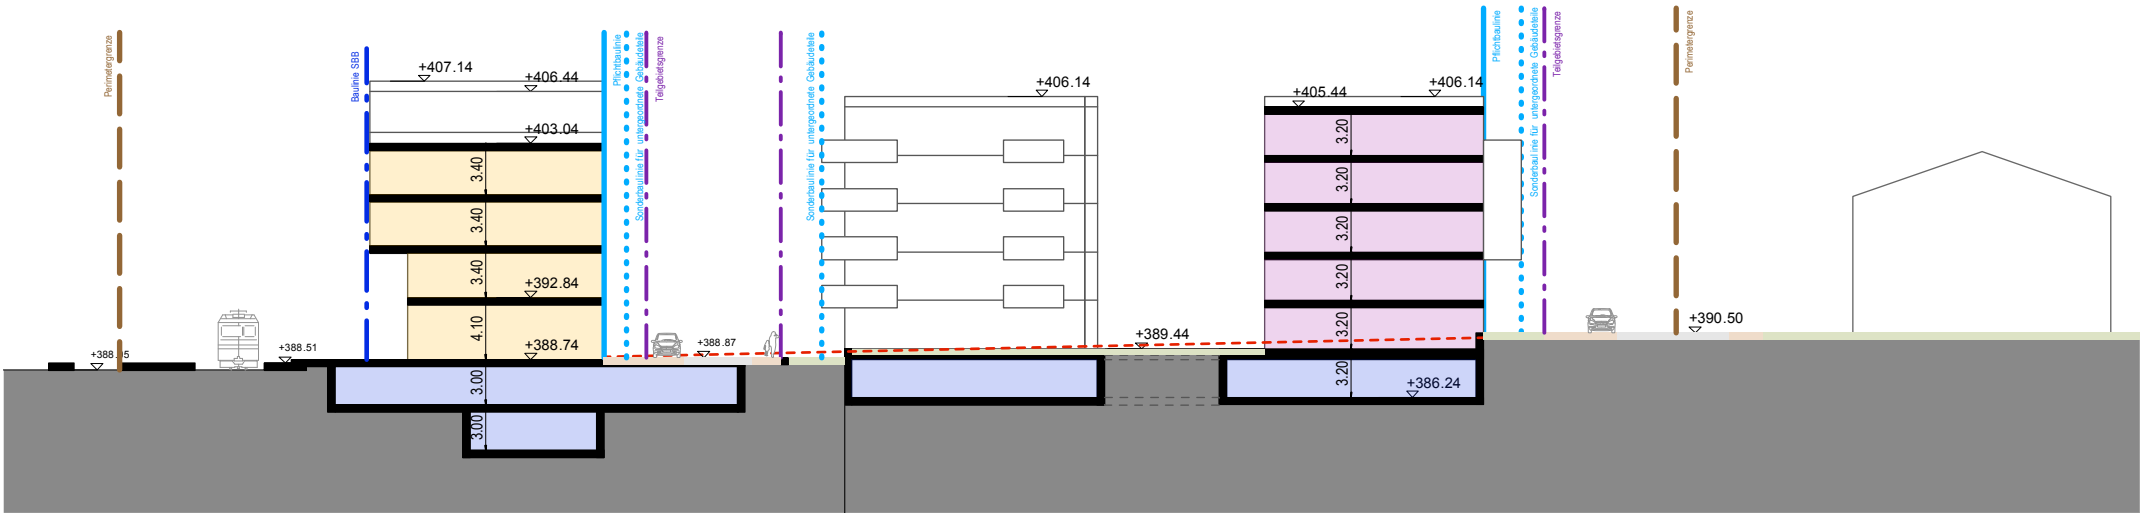 Perimetergrenze
Baulinie SBB
+407.14
+406.44
+403.04
3.40
3.40
3.40
+392.84
4.10
+388.74
3.00
3.00
+388.51
Pflichtbaulinie
Sonderbaulinie für untergeordnete Gebäudeteile
Teilgebietsgrenze
+388.87
Sonderbaulinie für untergeordnete Gebäudeteile
+406.14
+389.44
+405.44
+406.14
3.20
3.20
3.20
3.20
3.20
3.20
+386.24
Pflichtbaulinie
Sonderbaulinie für untergeordnete Gebäudeteile
Teilgebietsgrenze
Perimetergrenze
+390.50